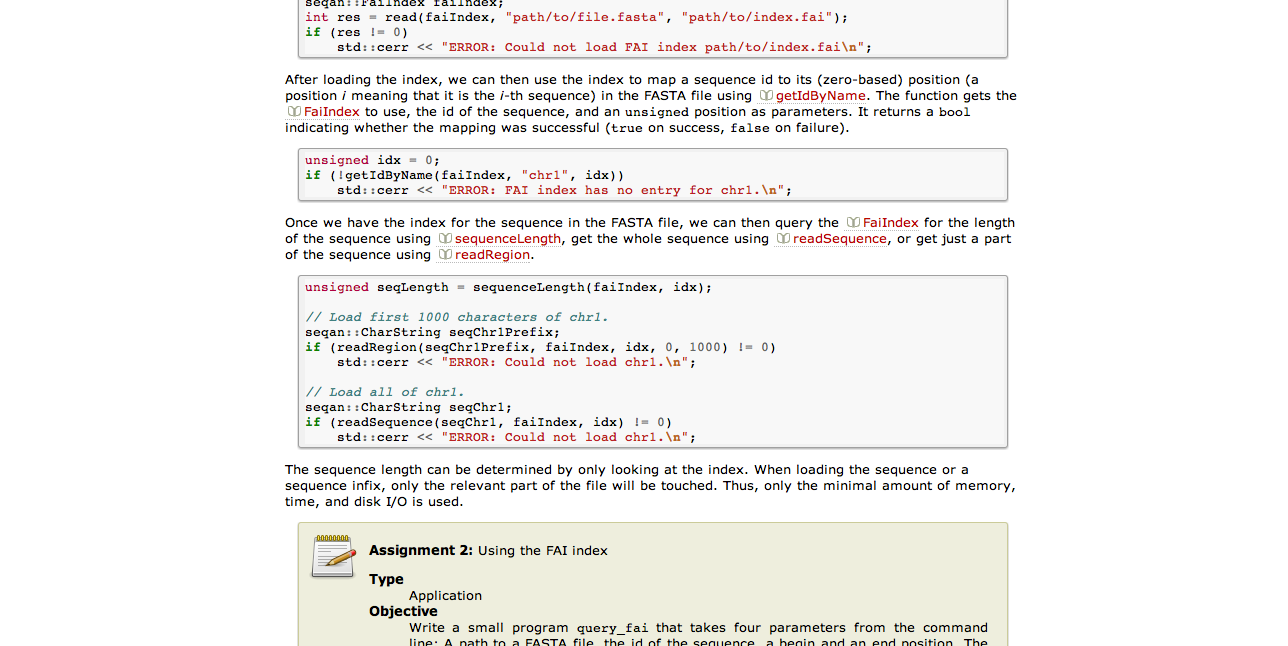 seqan::FaiIndex faiIndex;
int res = read(faiIndex, "path/to/file.fasta", "path/to/index.fai");
if (res != 0)
    std::cerr << "ERROR: Could not load FAI index path/to/index.fai\n";
After loading the index, we can then use the index to map a sequence id to its (zero-based) position (a
position i meaning that it is the i-th sequence) in the FASTA file using getIdByName. The function gets the
FaiIndex to use, the id of the sequence, and an unsigned position as parameters. It returns a bool
indicating whether the mapping was successful (true on success, false on failure).
unsigned idx = 0;
if (!getIdByName(faiIndex, "chr1", idx))
    std::cerr << "ERROR: FAI index has no entry for chr1.\n";
Once we have the index for the sequence in the FASTA file, we can then query the FaiIndex for the length
of the sequence using sequenceLength, get the whole sequence using readSequence, or get just a part
of the sequence using readRegion.
unsigned seqLength = sequenceLength(faiIndex, idx);
// Load first 1000 characters of chr1.
seqan::CharString seqChr1Prefix;
if (readRegion(seqChr1Prefix, faiIndex, idx, 0, 1000) != 0)
    std::cerr << "ERROR: Could not load chr1.\n";
// Load all of chr1.
seqan::CharString seqChr1;
if (readSequence(seqChr1, faiIndex, idx) != 0)
    std::cerr << "ERROR: Could not load chr1.\n";
The sequence length can be determined by only looking at the index. When loading the sequence or a
sequence infix, only the relevant part of the file will be touched. Thus, only the minimal amount of memory,
time, and disk I/O is used.
Assignment 2: Using the FAI index
Type
Application
Objective
Write a small program query_fai that takes four parameters from the command
line: A path to a FASTA file, the id of the sequence, a begin and an end position. The